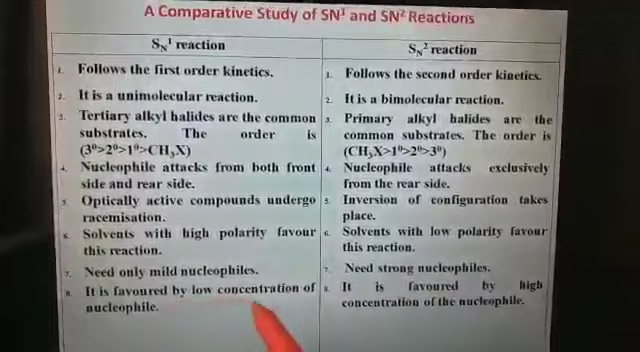 A Comparative Study of SN¹ and SN² Reactions
S_N¹ reaction
1. Follows the first order kinetics.
2. It is a unimolecular reaction.
3. Tertiary alkyl halides are the common
substrates. The order is
(3⁰>2⁰>1⁰>CH₃X)
4. Nucleophile attacks from both front
side and rear side.
5. Optically active compounds undergo
racemisation.
6. Solvents with high polarity favour
this reaction.
7. Need only mild nucleophiles.
8. It is favoured by low concentration of
nucleophile.
S_N² reaction
1. Follows the second order kinetics.
2. It is a bimolecular reaction.
3. Primary alkyl halides are the
common substrates. The order is
(CH₃X>1⁰>2⁰>3⁰)
4. Nucleophile attacks exclusively
from the rear side.
5. Inversion of configuration takes
place.
6. Solvents with low polarity favour
this reaction.
7. Need strong nucleophiles.
8. It is favoured by high
concentration of the nucleophile.